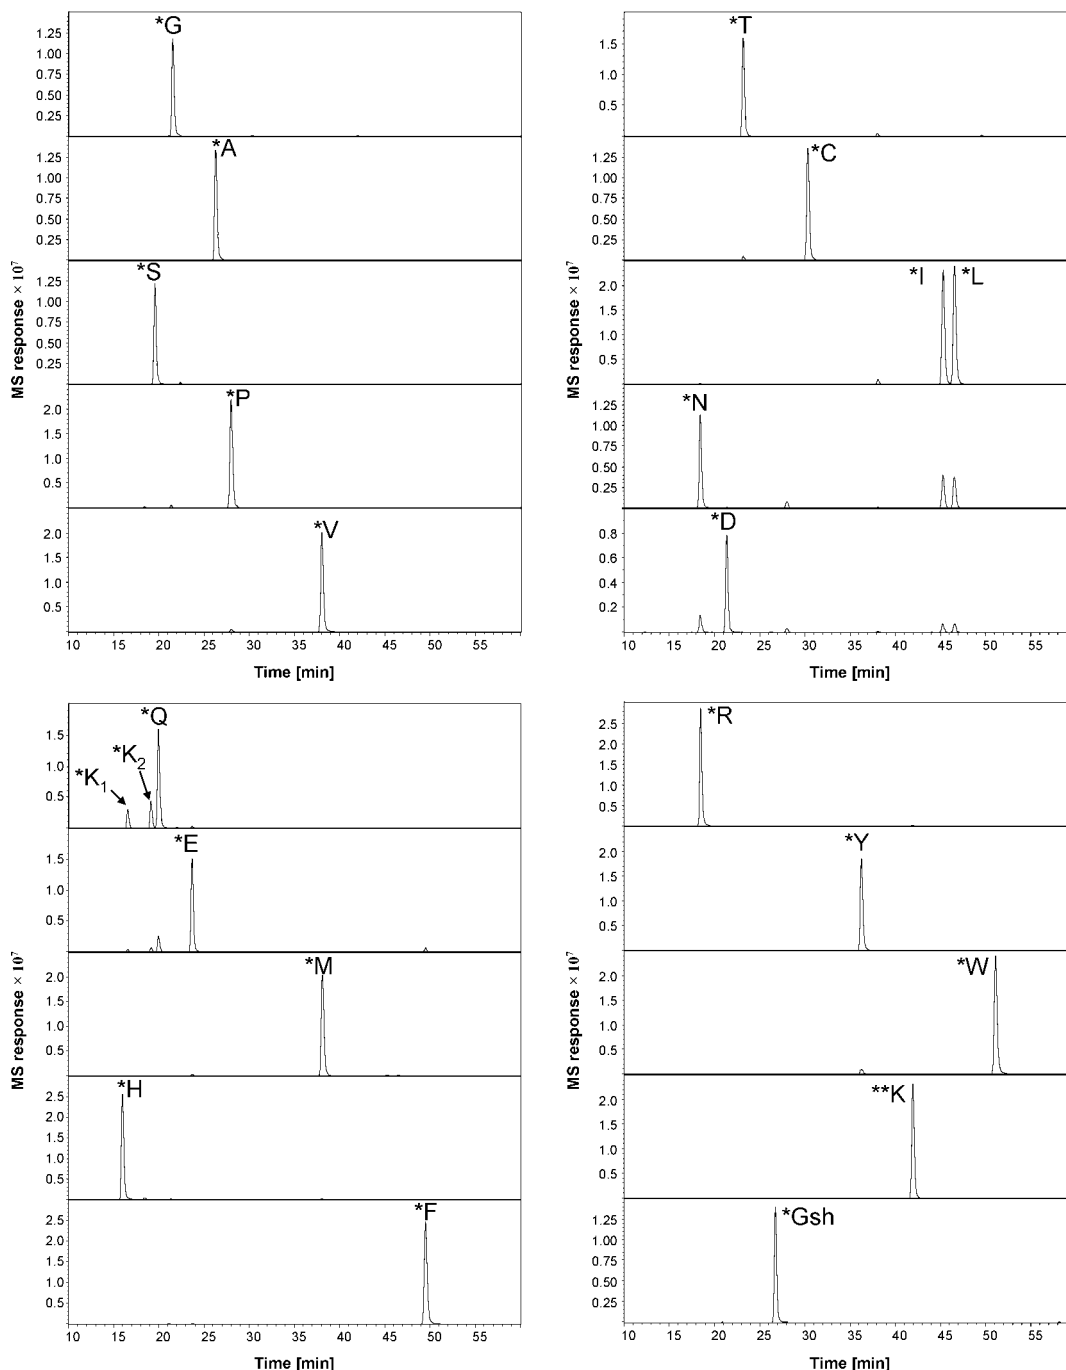 *G
1.25
1.00
0.75
0.50
0.25
*A
1.25
1.00
0.75
0.50
0.25
*S
1.25
1.00
0.75
0.50
0.25
*P
2.0
1.5
1.0
0.5
*V
2.0
1.5
1.0
0.5
10 15 20 25 30 35 40 45 50 55
Time [min]
MS response × 10⁷
*T
1.5
1.0
0.5
*C
1.25
1.00
0.75
0.50
0.25
*I *L
2.0
1.5
1.0
0.5
*N
1.25
1.00
0.75
0.50
0.25
*D
0.8
0.6
0.4
0.2
10 15 20 25 30 35 40 45 50 55
Time [min]
MS response × 10⁷
*Q
*K₂
*K₁
1.5
1.0
0.5
*E
1.5
1.0
0.5
*M
2.0
1.5
1.0
0.5
*H
2.5
2.0
1.5
1.0
0.5
*F
2.5
2.0
1.5
1.0
0.5
10 15 20 25 30 35 40 45 50 55
Time [min]
MS response × 10⁷
*R
2.5
2.0
1.5
1.0
0.5
*Y
2.0
1.5
1.0
0.5
*W
2.0
1.5
1.0
0.5
**K
2.0
1.5
1.0
0.5
*Gsh
1.25
1.00
0.75
0.50
0.25
10 15 20 25 30 35 40 45 50 55
Time [min]
MS response × 10⁷